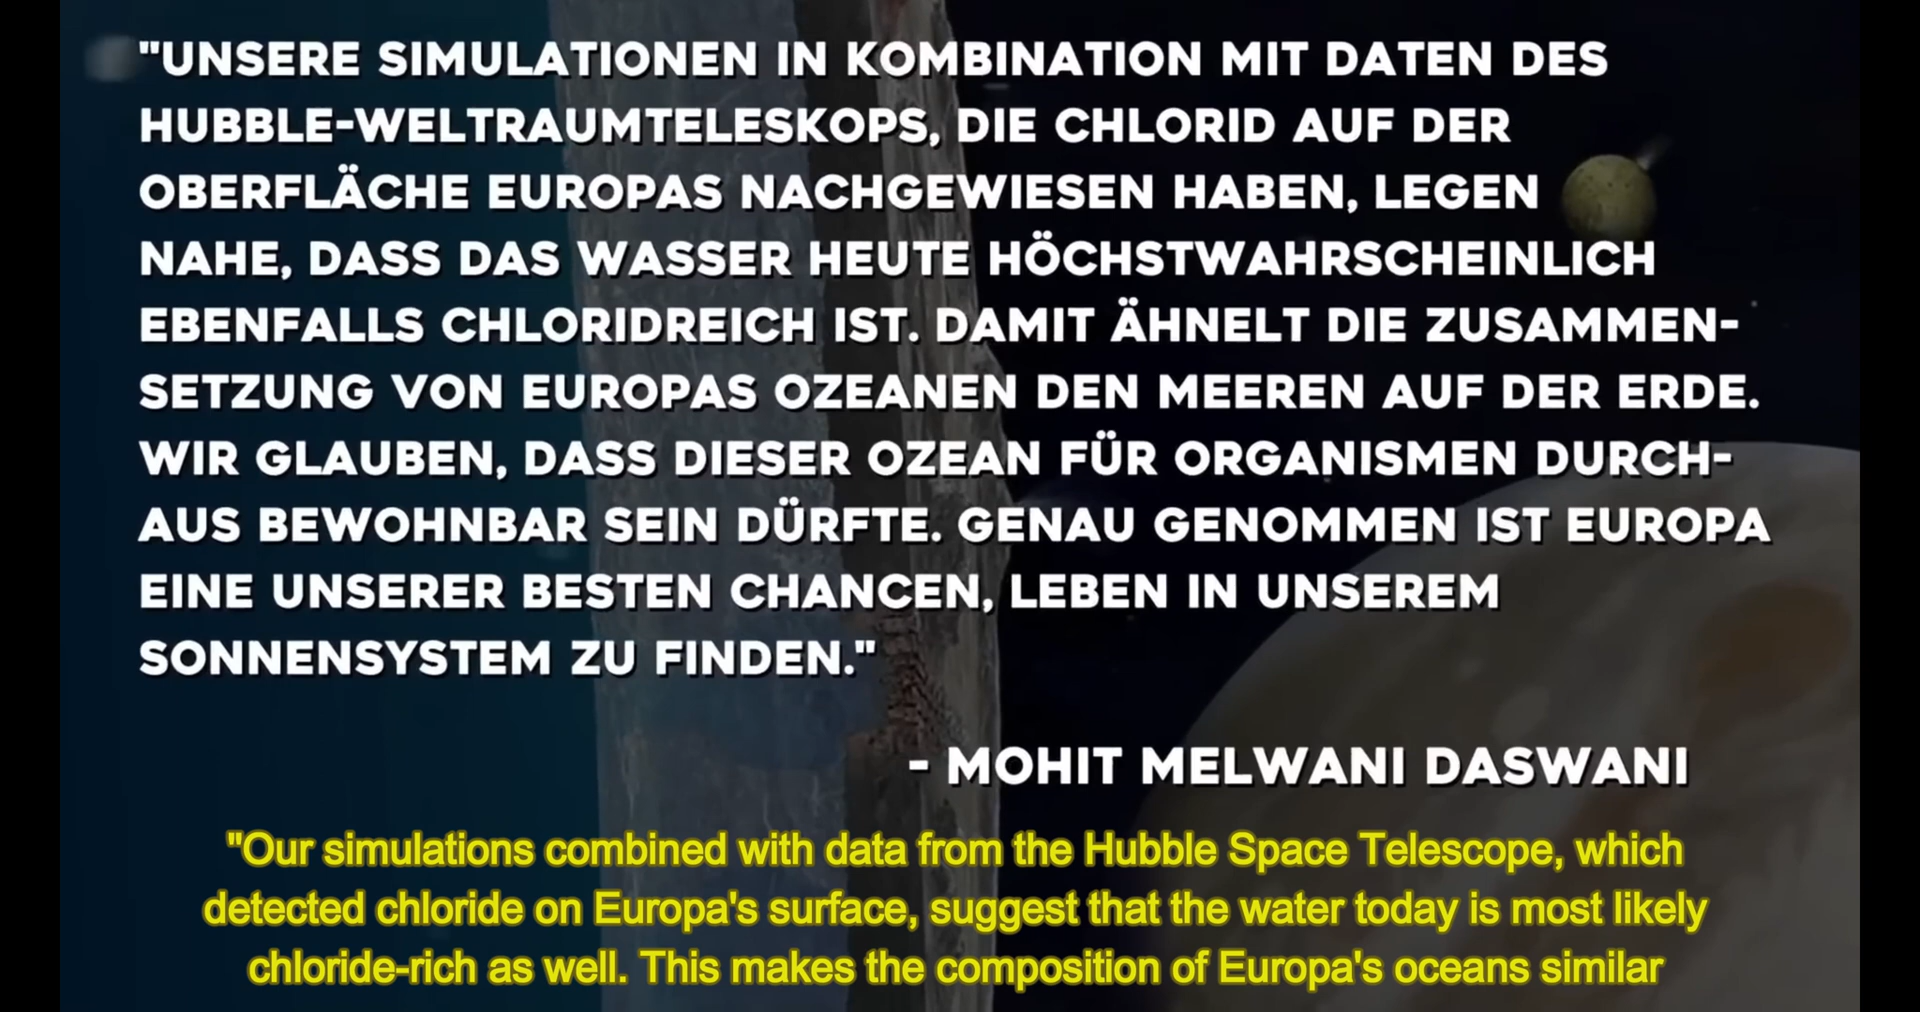 "UNSERE SIMULATIONEN IN KOMBINATION MIT DATEN DES
HUBBLE-WELTRAUMTELESKOPS, DIE CHLORID AUF DER
OBERFLÄCHE EUROPAS NACHGEWIESEN HABEN, LEGEN
NAHE, DASS DAS WASSER HEUTE HÖCHSTWAHRSCHEINLICH
EBENFALLS CHLORIDREICH IST. DAMIT ÄHNELT DIE ZUSAMMEN-
SETZUNG VON EUROPAS OZEANEN DEN MEEREN AUF DER ERDE.
WIR GLAUBEN, DASS DIESER OZEAN FÜR ORGANISMEN DURCH-
AUS BEWOHNBAR SEIN DÜRFTE. GENAU GENOMMEN IST EUROPA
EINE UNSERER BESTEN CHANCEN, LEBEN IN UNSEREM
SONNENSYSTEM ZU FINDEN."
- MOHIT MELWANI DASWANI
"Our simulations combined with data from the Hubble Space Telescope, which
detected chloride on Europa's surface, suggest that the water today is most likely
chloride-rich as well. This makes the composition of Europa's oceans similar